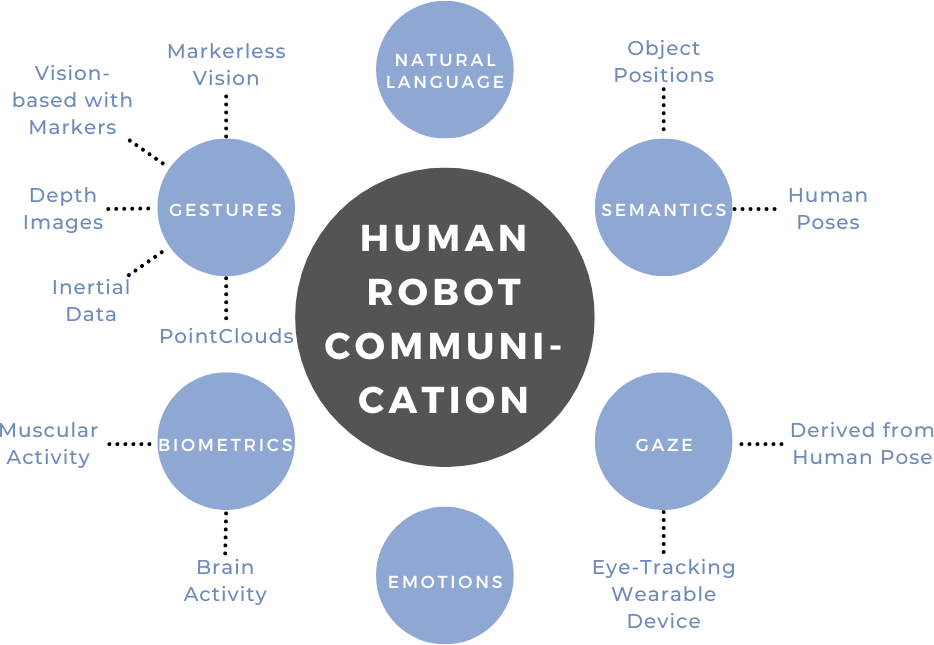 NATURAL
LANGUAGE
Markerless
Vision
Vision-
based with
Markers
Depth
Images
Inertial
Data
PointClouds
GESTURES
Object
Positions
SEMANTICS
Human
Poses
HUMAN
ROBOT
COMMUNI-
CATION
Muscular
Activity
BIOMETRICS
Brain
Activity
GAZE
Derived from
Human Pose
Eye-Tracking
Wearable
Device
EMOTIONS